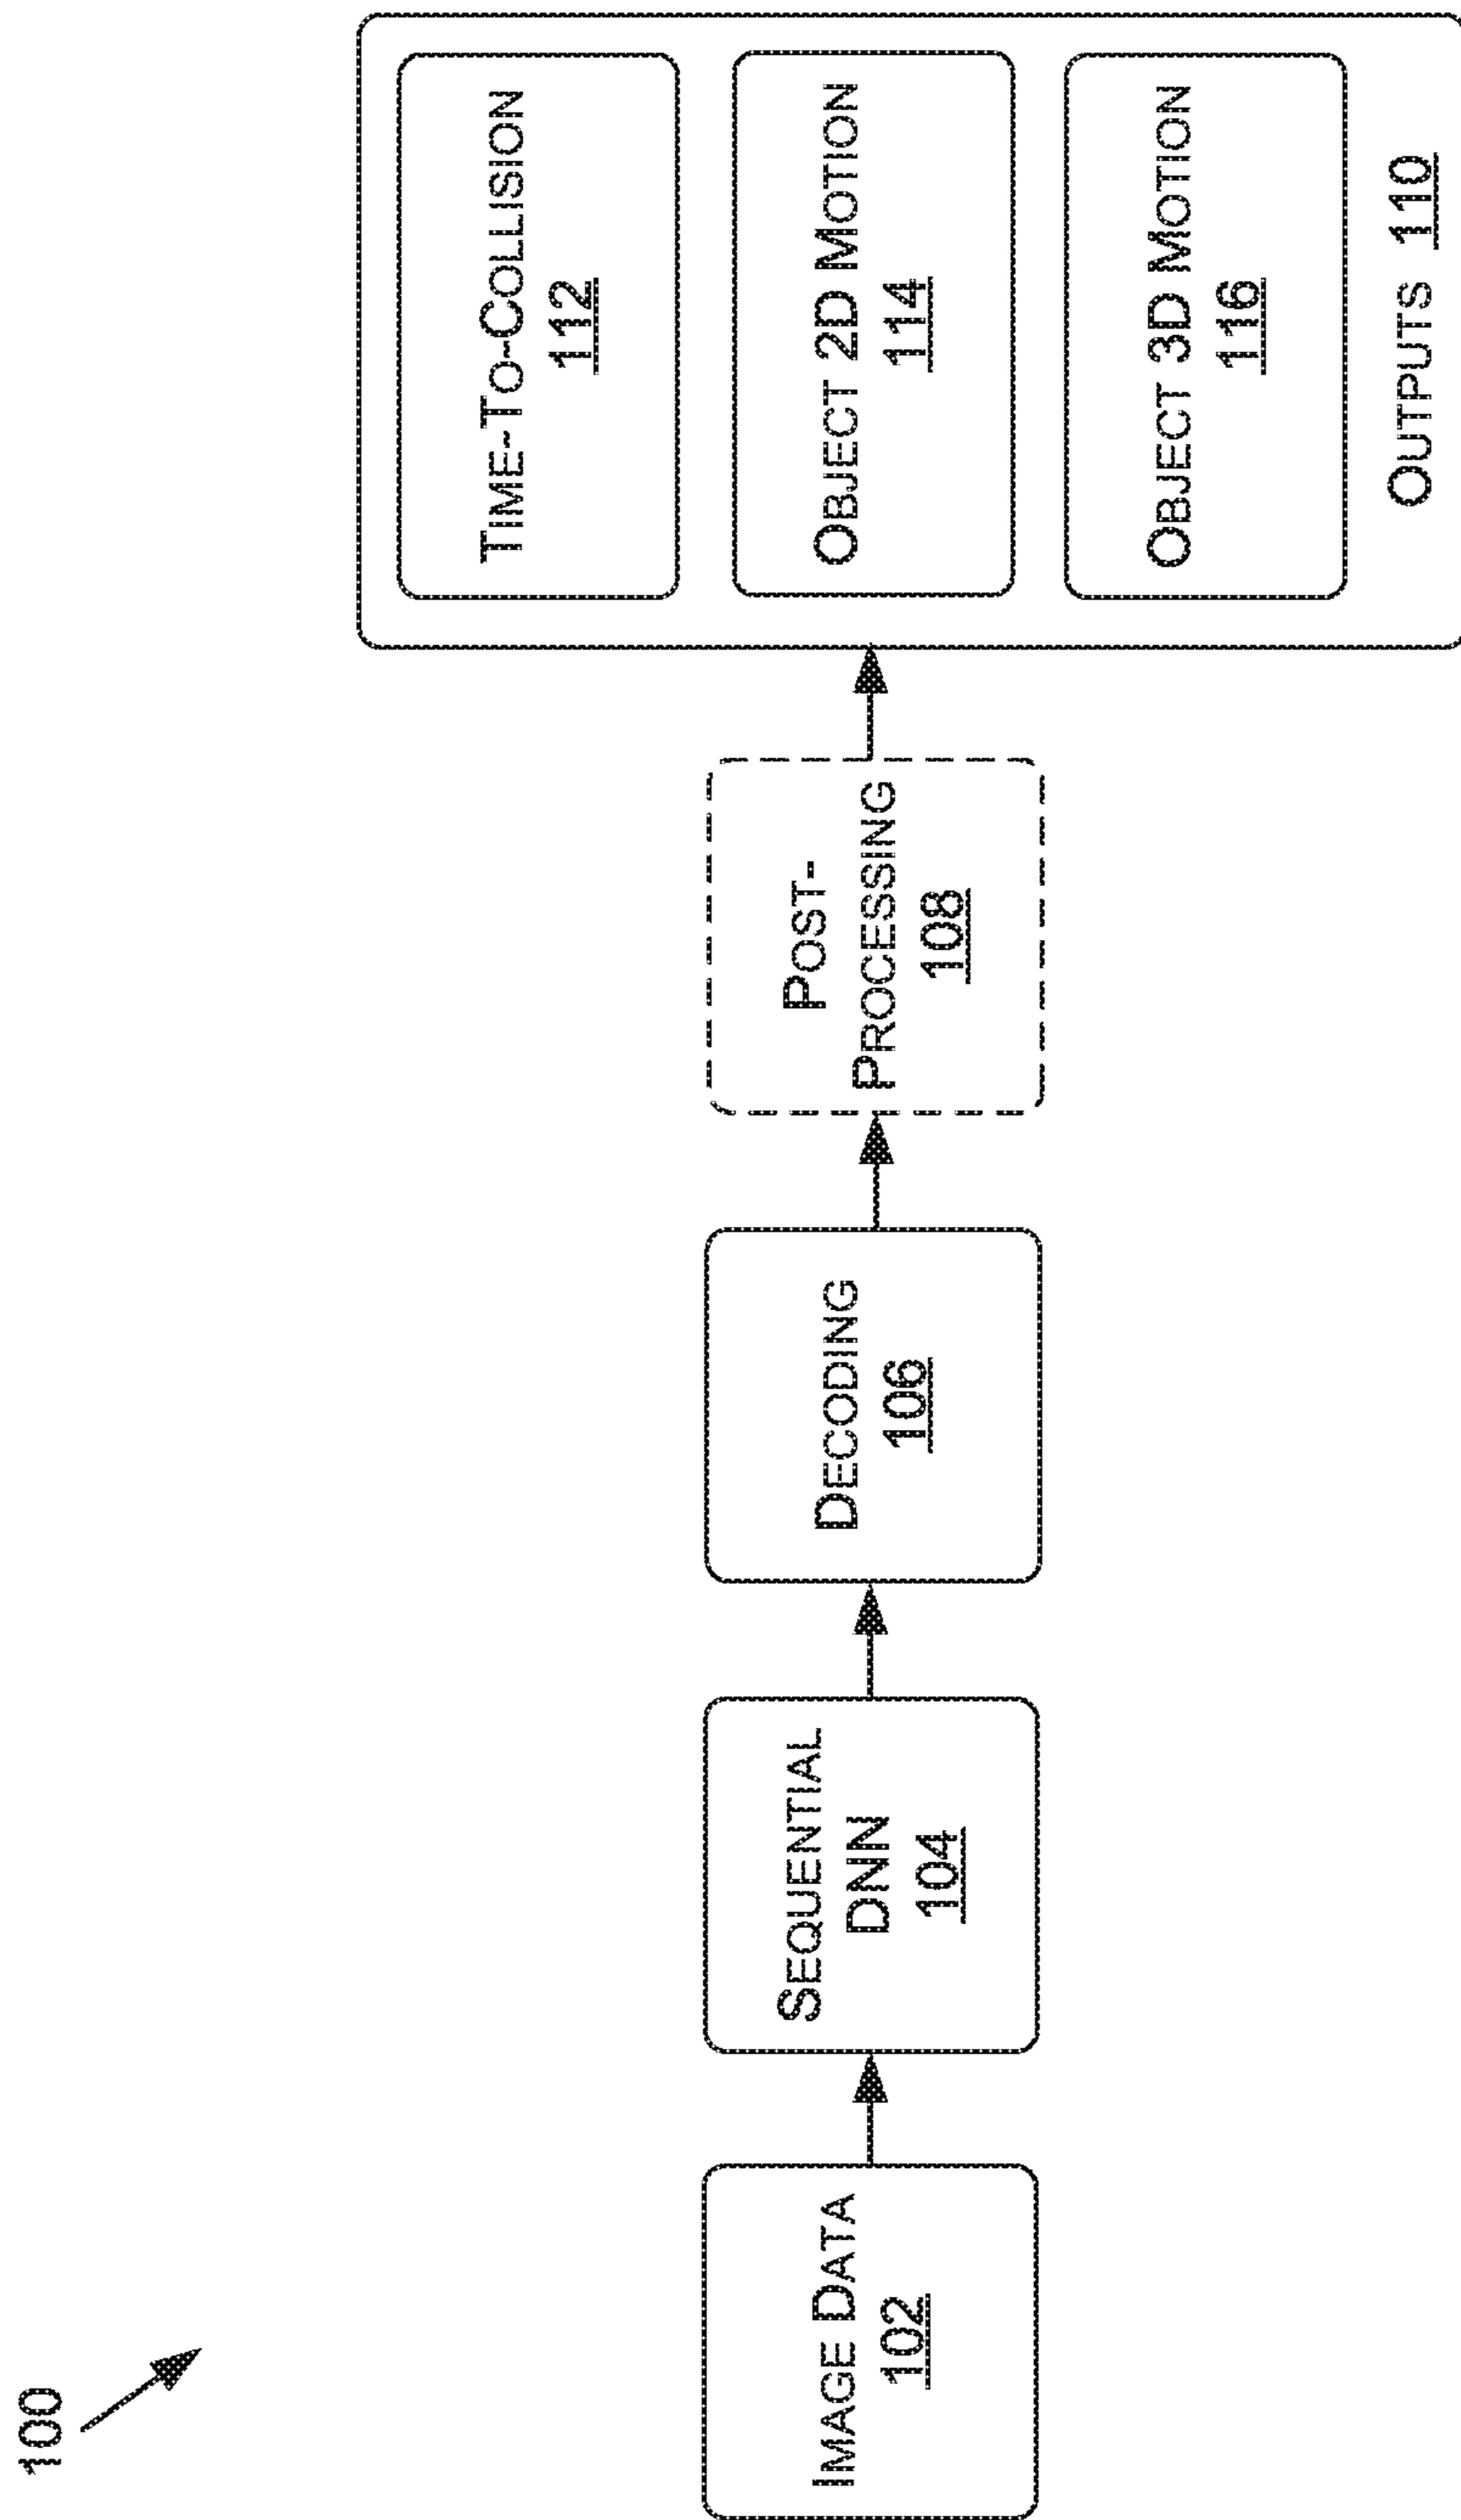 100
IMAGE DATA
102
SEQUENTIAL
DNN
104
DECODING
106
POST-
PROCESSING
108
TIME-TO-COLLISION
112
OBJECT 2D MOTION
114
OBJECT 3D MOTION
116
OUTPUTS 110